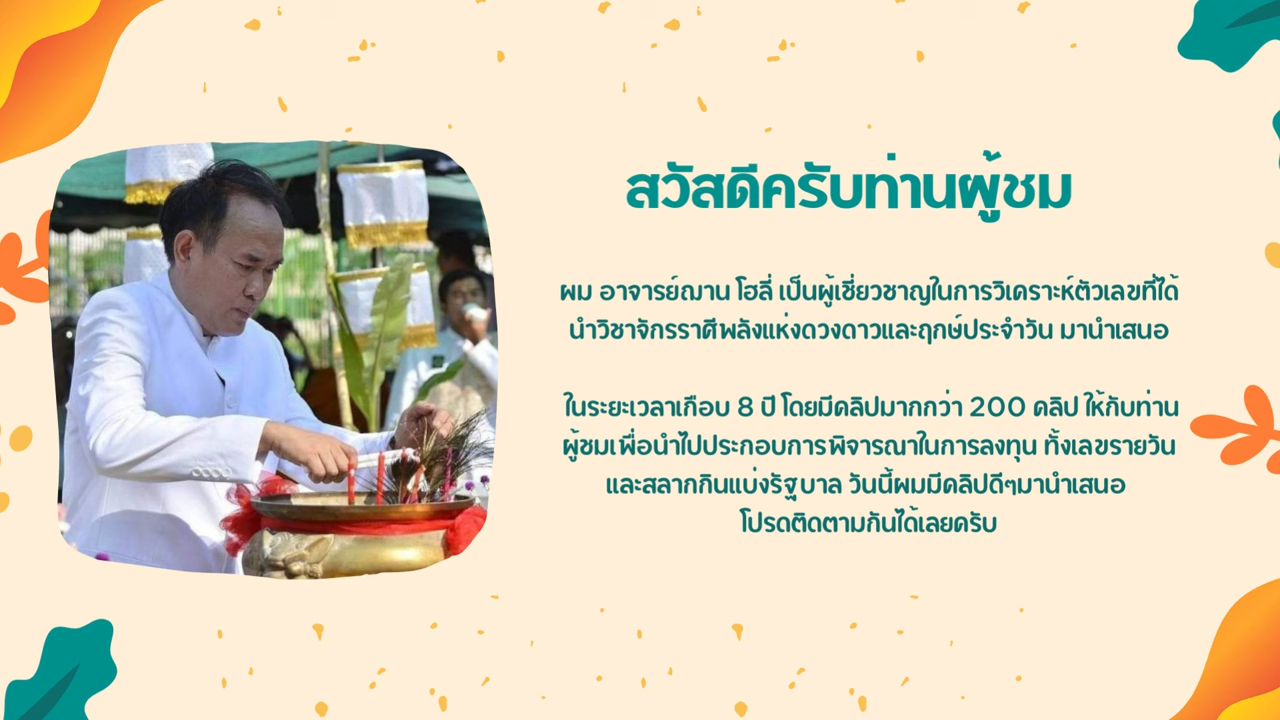 สวัสดีครับท่านผู้ชม
ผม อาจารย์ฌาน โฮลี่ เป็นผู้เชี่ยวชาญในการวิเคราะห์ตัวเลขที่ได้
นำวิชาจักรราศีพลังแห่งดวงดาวและฤกษ์ประจำวัน มานำเสนอ
ในระยะเวลาเกือบ 8 ปี โดยมีคลิปมากกว่า 200 คลิป ให้กับท่าน
ผู้ชมเพื่อนำไปประกอบการพิจารณาในการลงทุน ทั้งเลขรายวัน
และสลากกินแบ่งรัฐบาล วันนี้ผมมีคลิปดีๆมานำเสนอ
โปรดติดตามกันได้เลยครับ